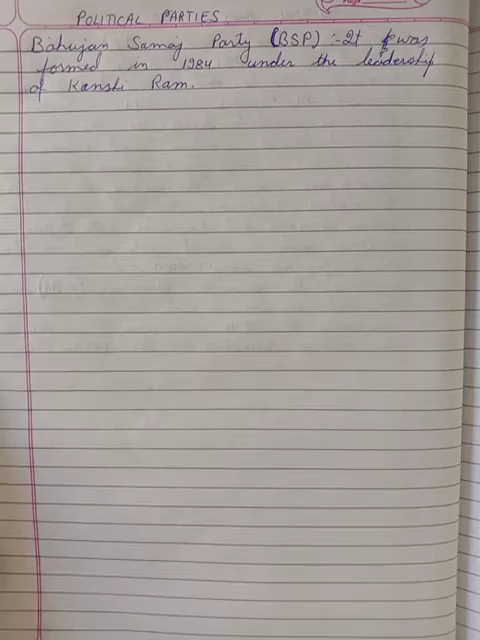 POLITICAL PARTIES
Bahujan Samaj Party (BSP) :- It was
formed in 1984 under the leadership
of Kanshi Ram.